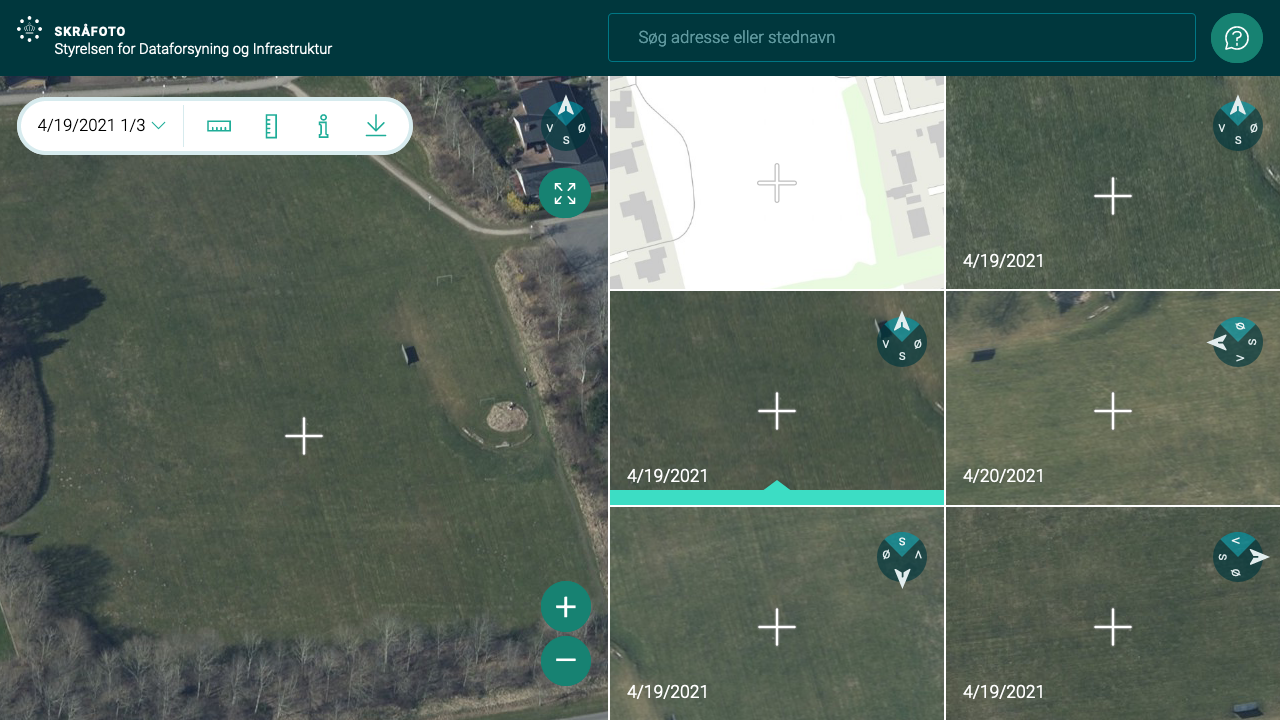 SKRÅFOTO
Styrelsen for Dataforsyning og Infrastruktur
Søg adresse eller stednavn
4/19/2021 1/3
V S Ø
V S Ø
4/19/2021
V S Ø
4/19/2021
Ø S V
4/20/2021
S Ø V
4/19/2021
V S Ø
4/19/2021